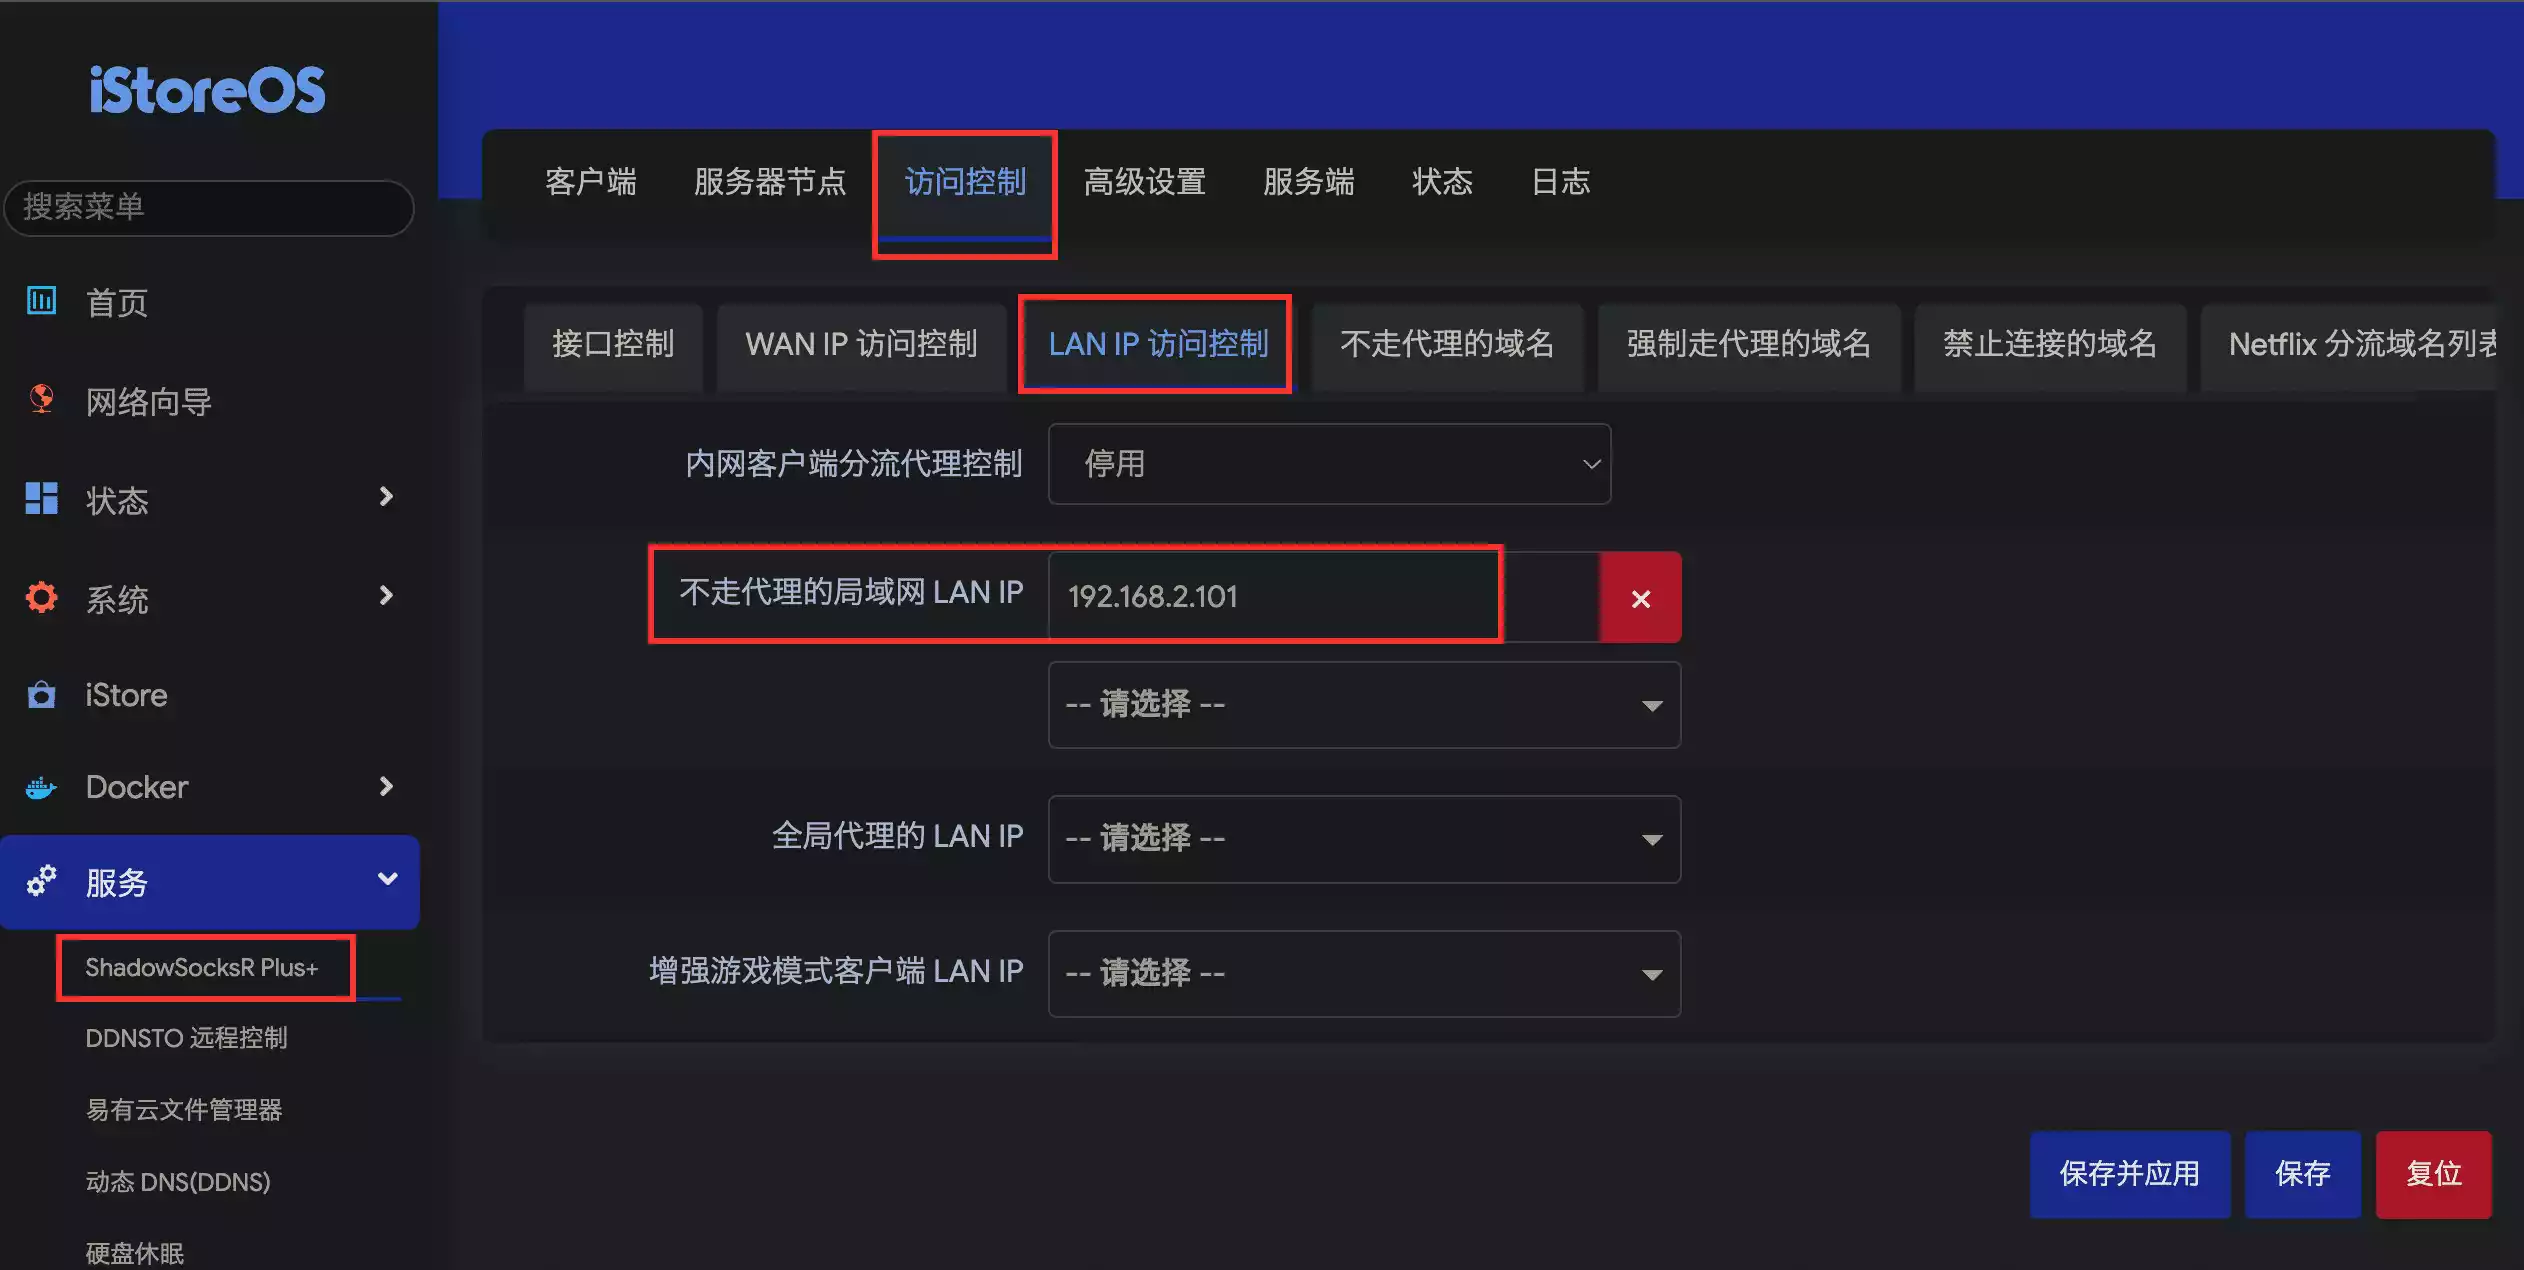 iStoreOS
搜索菜单
首页
网络向导
状态
系统
iStore
Docker
服务
ShadowSocksR Plus+
DDNSTO 远程控制
易有云文件管理器
动态 DNS(DDNS)
硬盘休眠
客户端 服务器节点 访问控制 高级设置 服务端 状态 日志
接口控制 WAN IP 访问控制 LAN IP 访问控制 不走代理的域名 强制走代理的域名 禁止连接的域名 Netflix 分流域名列表
内网客户端分流代理控制 停用
不走代理的局域网 LAN IP 192.168.2.101
-- 请选择 --
全局代理的 LAN IP -- 请选择 --
增强游戏模式客户端 LAN IP -- 请选择 --
保存并应用 保存 复位